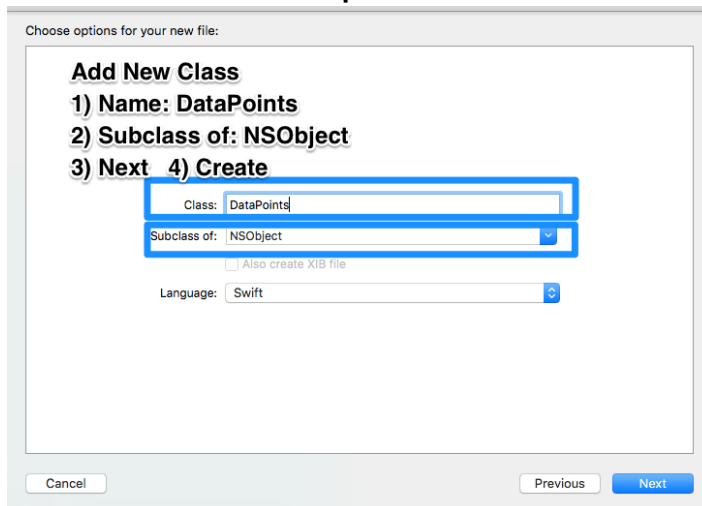 Choose options for your new file:
Add New Class
1) Name: DataPoints
2) Subclass of: NSObject
3) Next 4) Create
Class: DataPoints
Subclass of: NSObject
Also create XIB file
Language: Swift
Cancel Previous Next